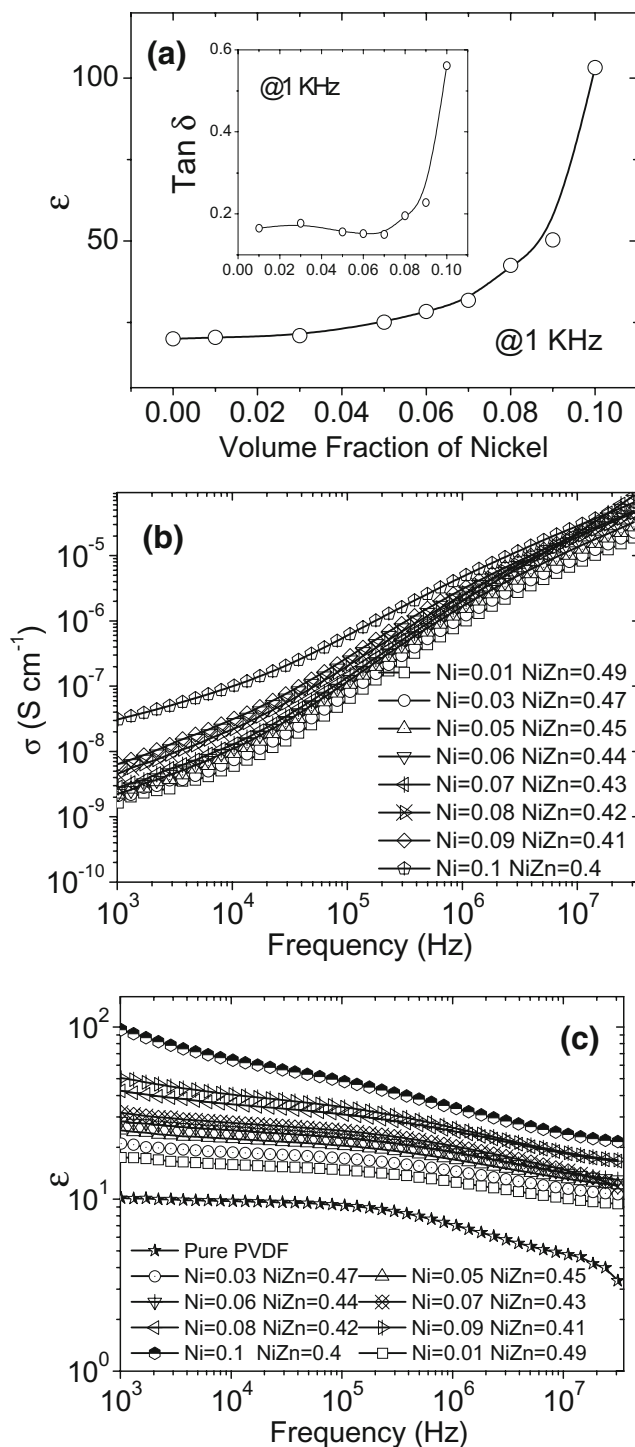 (a)
@1 KHz
Tan δ
0.6
0.4
0.2
0.00 0.02 0.04 0.06 0.08 0.10
ε
100
50
@1 KHz
0.00 0.02 0.04 0.06 0.08 0.10
Volume Fraction of Nickel
(b)
σ (S cm⁻¹)
10⁻⁵
10⁻⁶
10⁻⁷
10⁻⁸
10⁻⁹
10⁻¹⁰
Ni=0.01 NiZn=0.49
Ni=0.03 NiZn=0.47
Ni=0.05 NiZn=0.45
Ni=0.06 NiZn=0.44
Ni=0.07 NiZn=0.43
Ni=0.08 NiZn=0.42
Ni=0.09 NiZn=0.41
Ni=0.1 NiZn=0.4
10³ 10⁴ 10⁵ 10⁶ 10⁷
Frequency (Hz)
(c)
ε
10²
10¹
10⁰
Pure PVDF
Ni=0.03 NiZn=0.47 Ni=0.05 NiZn=0.45
Ni=0.06 NiZn=0.44 Ni=0.07 NiZn=0.43
Ni=0.08 NiZn=0.42 Ni=0.09 NiZn=0.41
Ni=0.1 NiZn=0.4 Ni=0.01 NiZn=0.49
10³ 10⁴ 10⁵ 10⁶ 10⁷
Frequency (Hz)